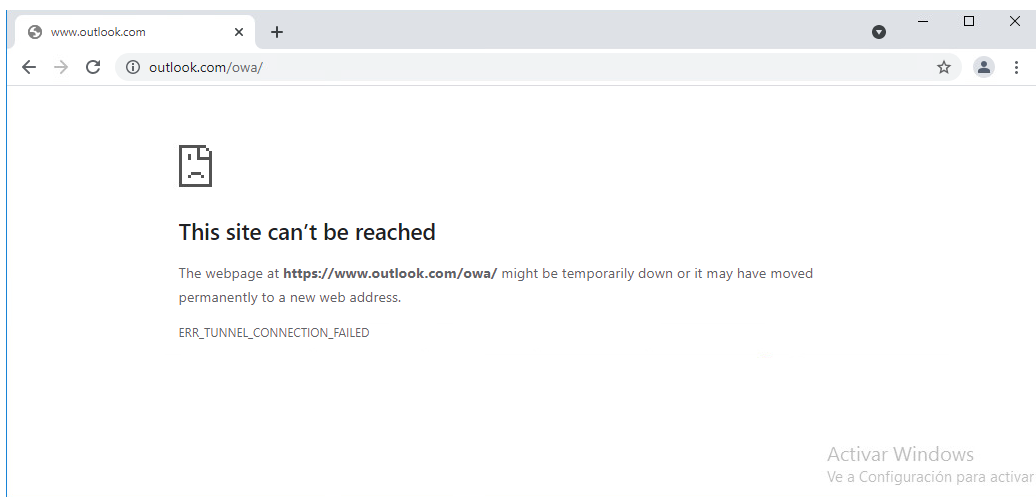 www.outlook.com
outlook.com/owa/
This site can't be reached
The webpage at https://www.outlook.com/owa/ might be temporarily down or it may have moved
permanently to a new web address.
ERR_TUNNEL_CONNECTION_FAILED
Activar Windows
Ve a Configuración para activar